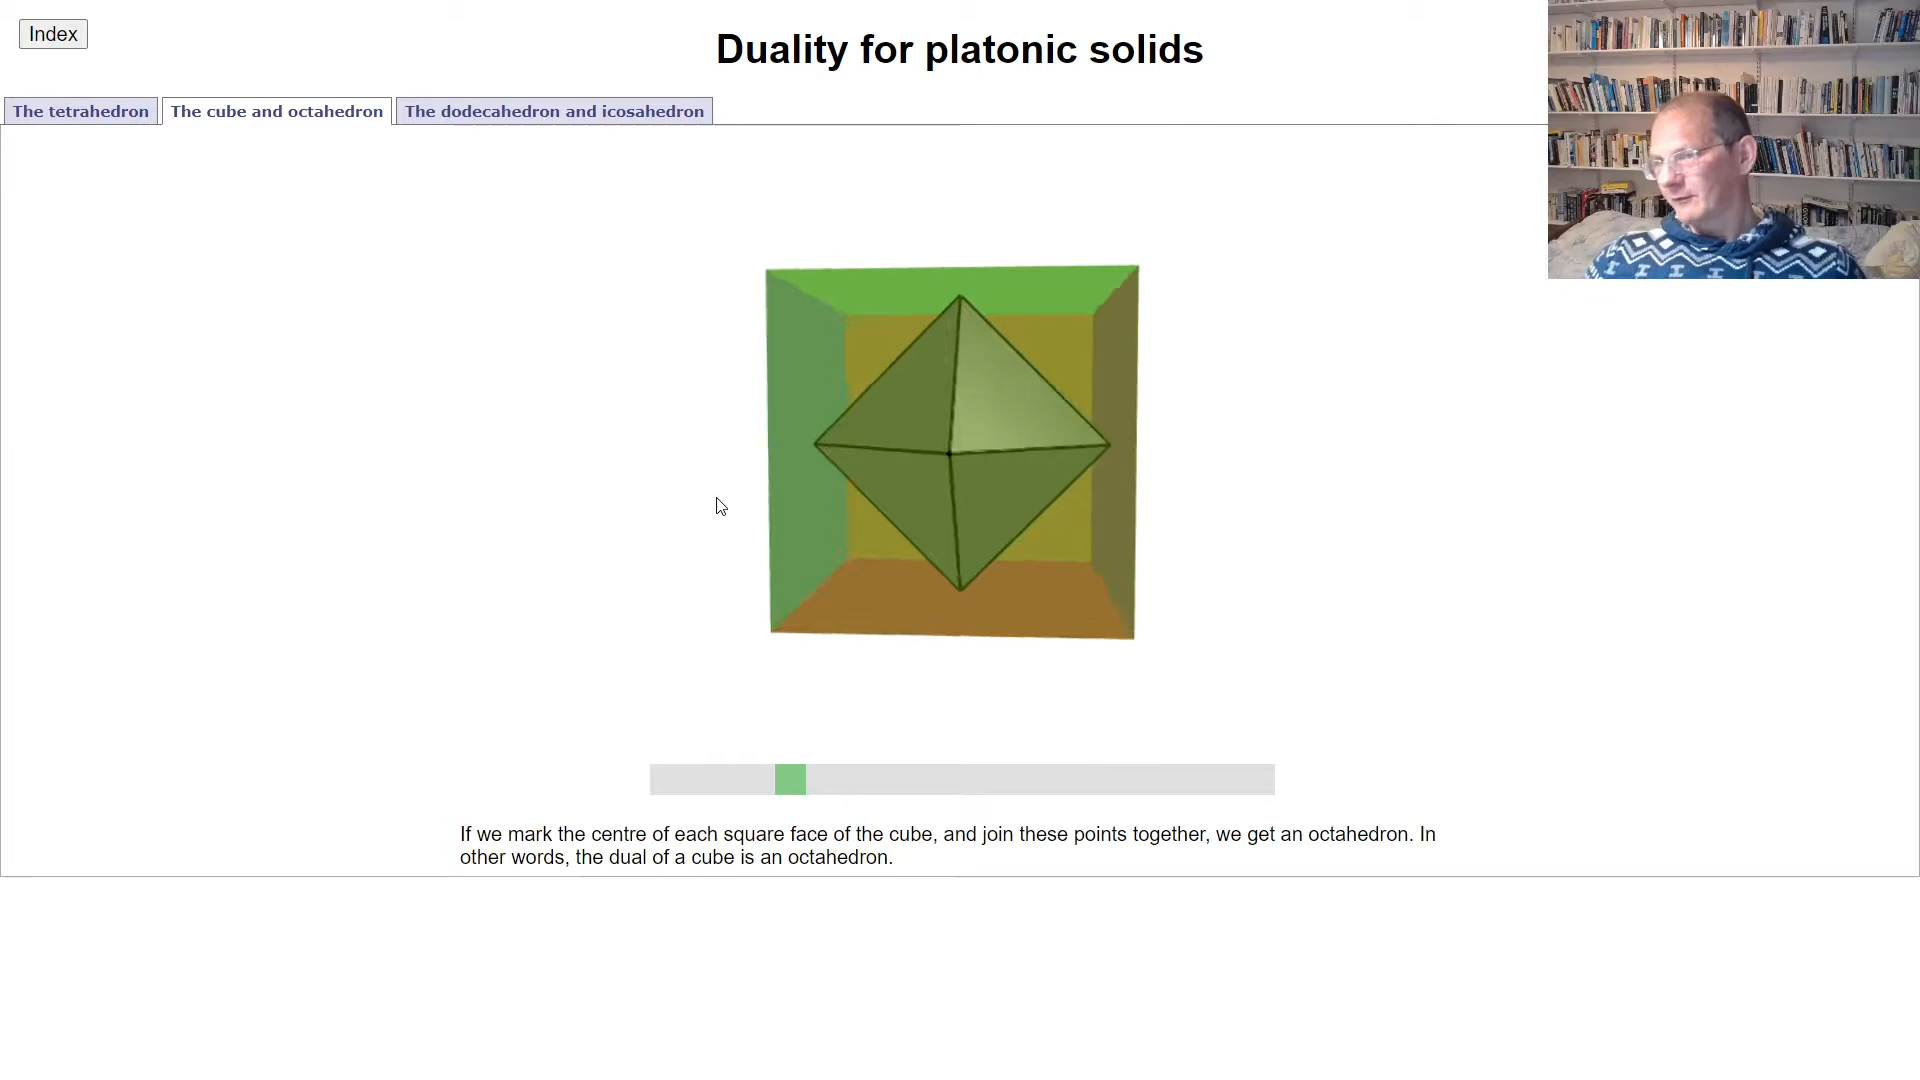 Index
Duality for platonic solids
The tetrahedron
The cube and octahedron
The dodecahedron and icosahedron
If we mark the centre of each square face of the cube, and join these points together, we get an octahedron. In
other words, the dual of a cube is an octahedron.